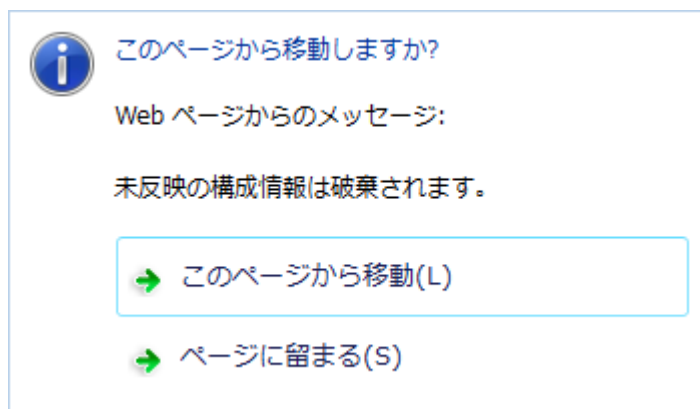 このページから移動しますか?
Web ページからのメッセージ:
未反映の構成情報は破棄されます。
このページから移動(L)
ページに留まる(S)